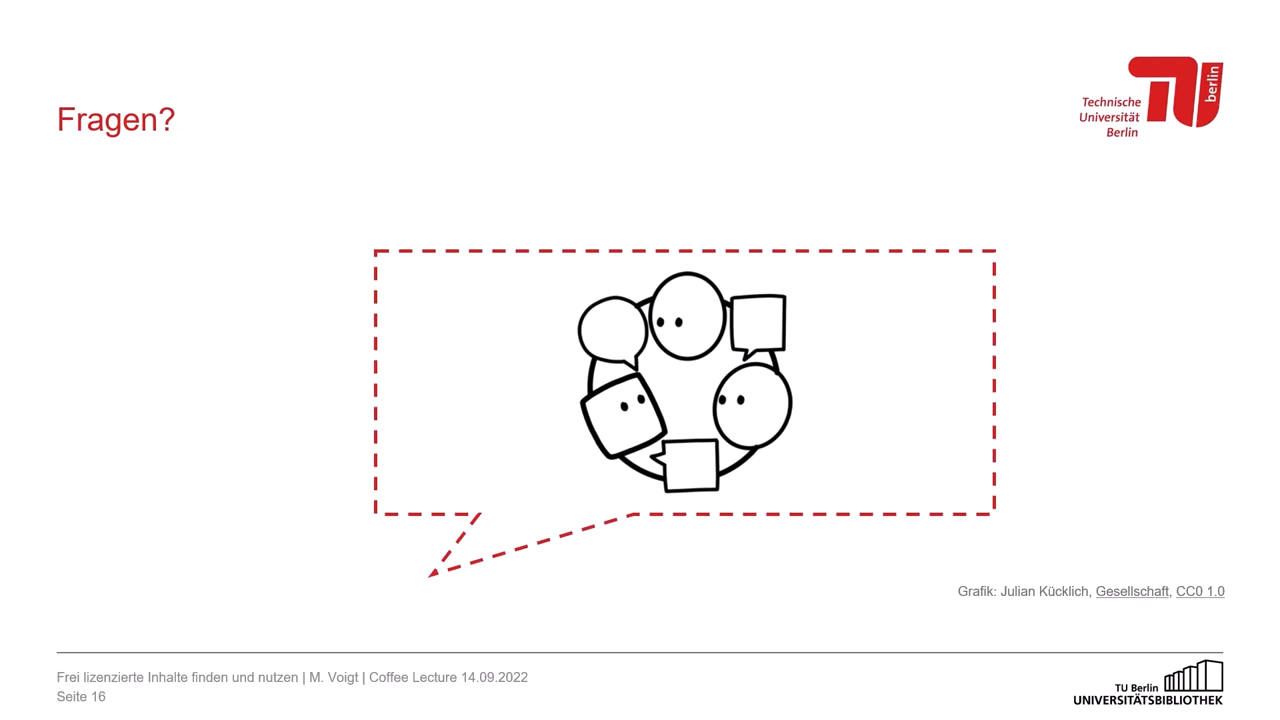 Fragen?
Technische
Universität
Berlin
berlin
Grafik: Julian Kücklich, Gesellschaft, CC0 1.0
Frei lizenzierte Inhalte finden und nutzen | M. Voigt | Coffee Lecture 14.09.2022
Seite 16
TU Berlin
UNIVERSITÄTSBIBLIOTHEK